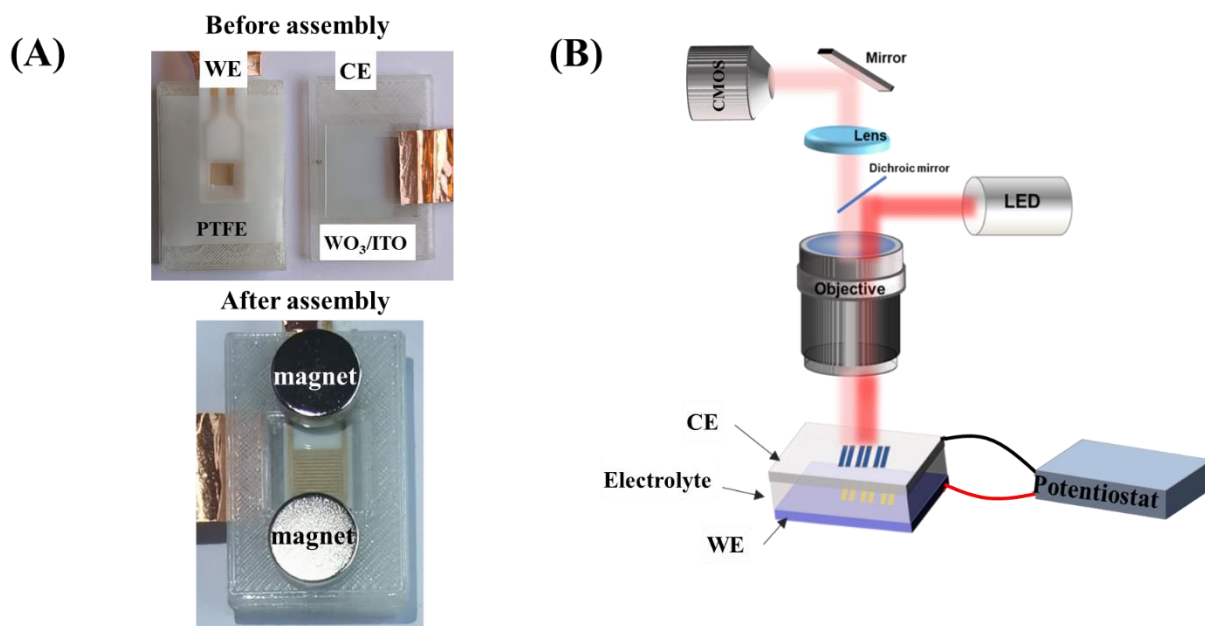 (A)
Before assembly
WE
CE
PTFE
WO₃/ITO
After assembly
magnet
magnet
(B)
Mirror
CMOS
Lens
Dichroic mirror
LED
Objective
CE
Electrolyte
WE
Potentiostat